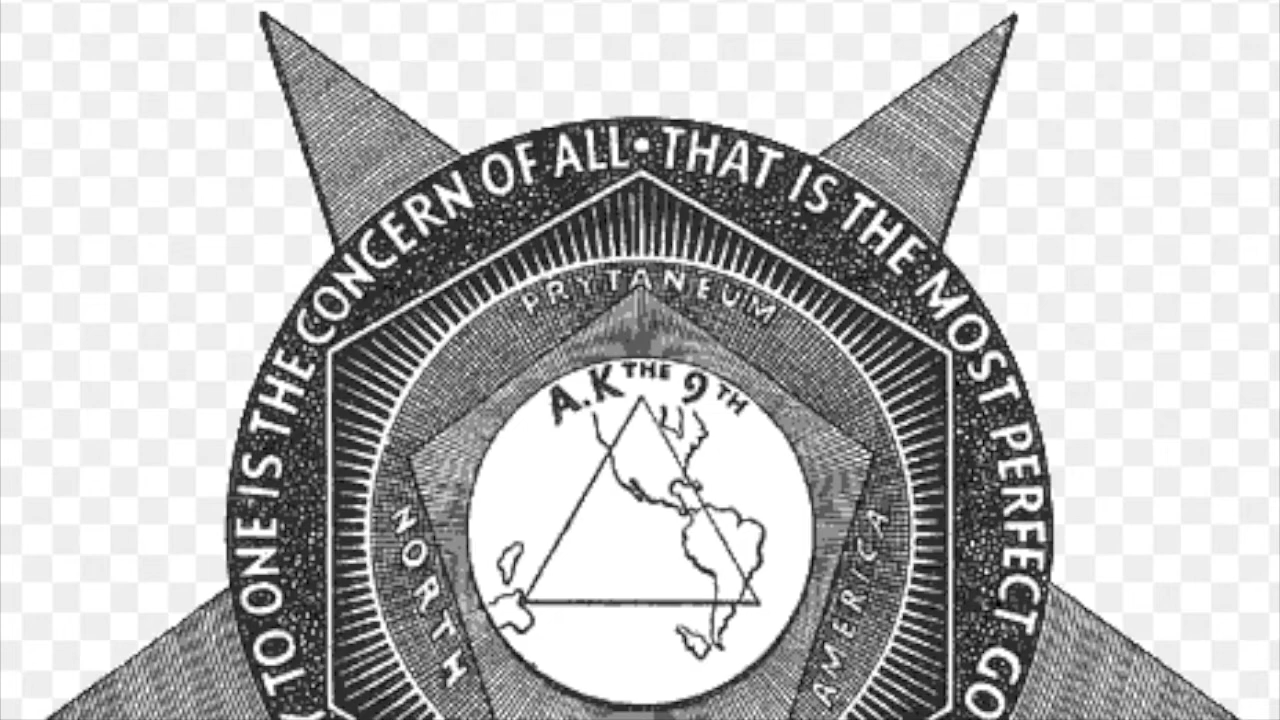 TO ONE IS THE CONCERN OF ALL • THAT IS THE MOST PERFECT GO
PRYTANEUM
A.K THE 9TH
NORTH
AMERICA